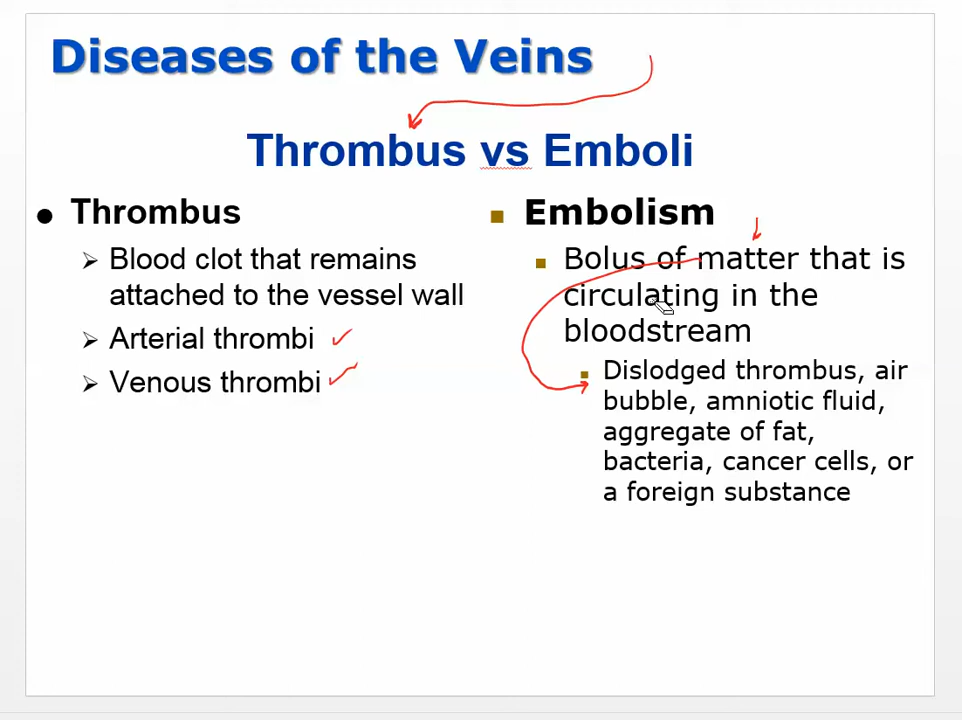 Diseases of the Veins
Thrombus vs Emboli
Thrombus
Blood clot that remains
attached to the vessel wall
Arterial thrombi
Venous thrombi
Embolism
Bolus of matter that is
circulating in the
bloodstream
Dislodged thrombus, air
bubble, amniotic fluid,
aggregate of fat,
bacteria, cancer cells, or
a foreign substance